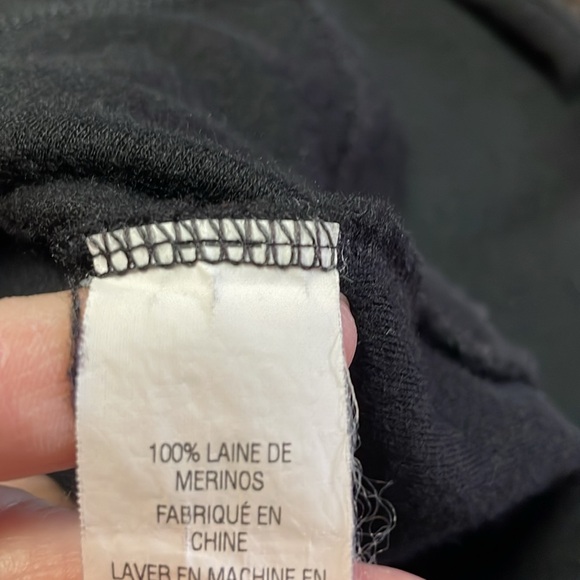 100% LAINE DE
MERINOS
FABRIQUÉ EN
CHINE
LAVER EN MACHINE EN